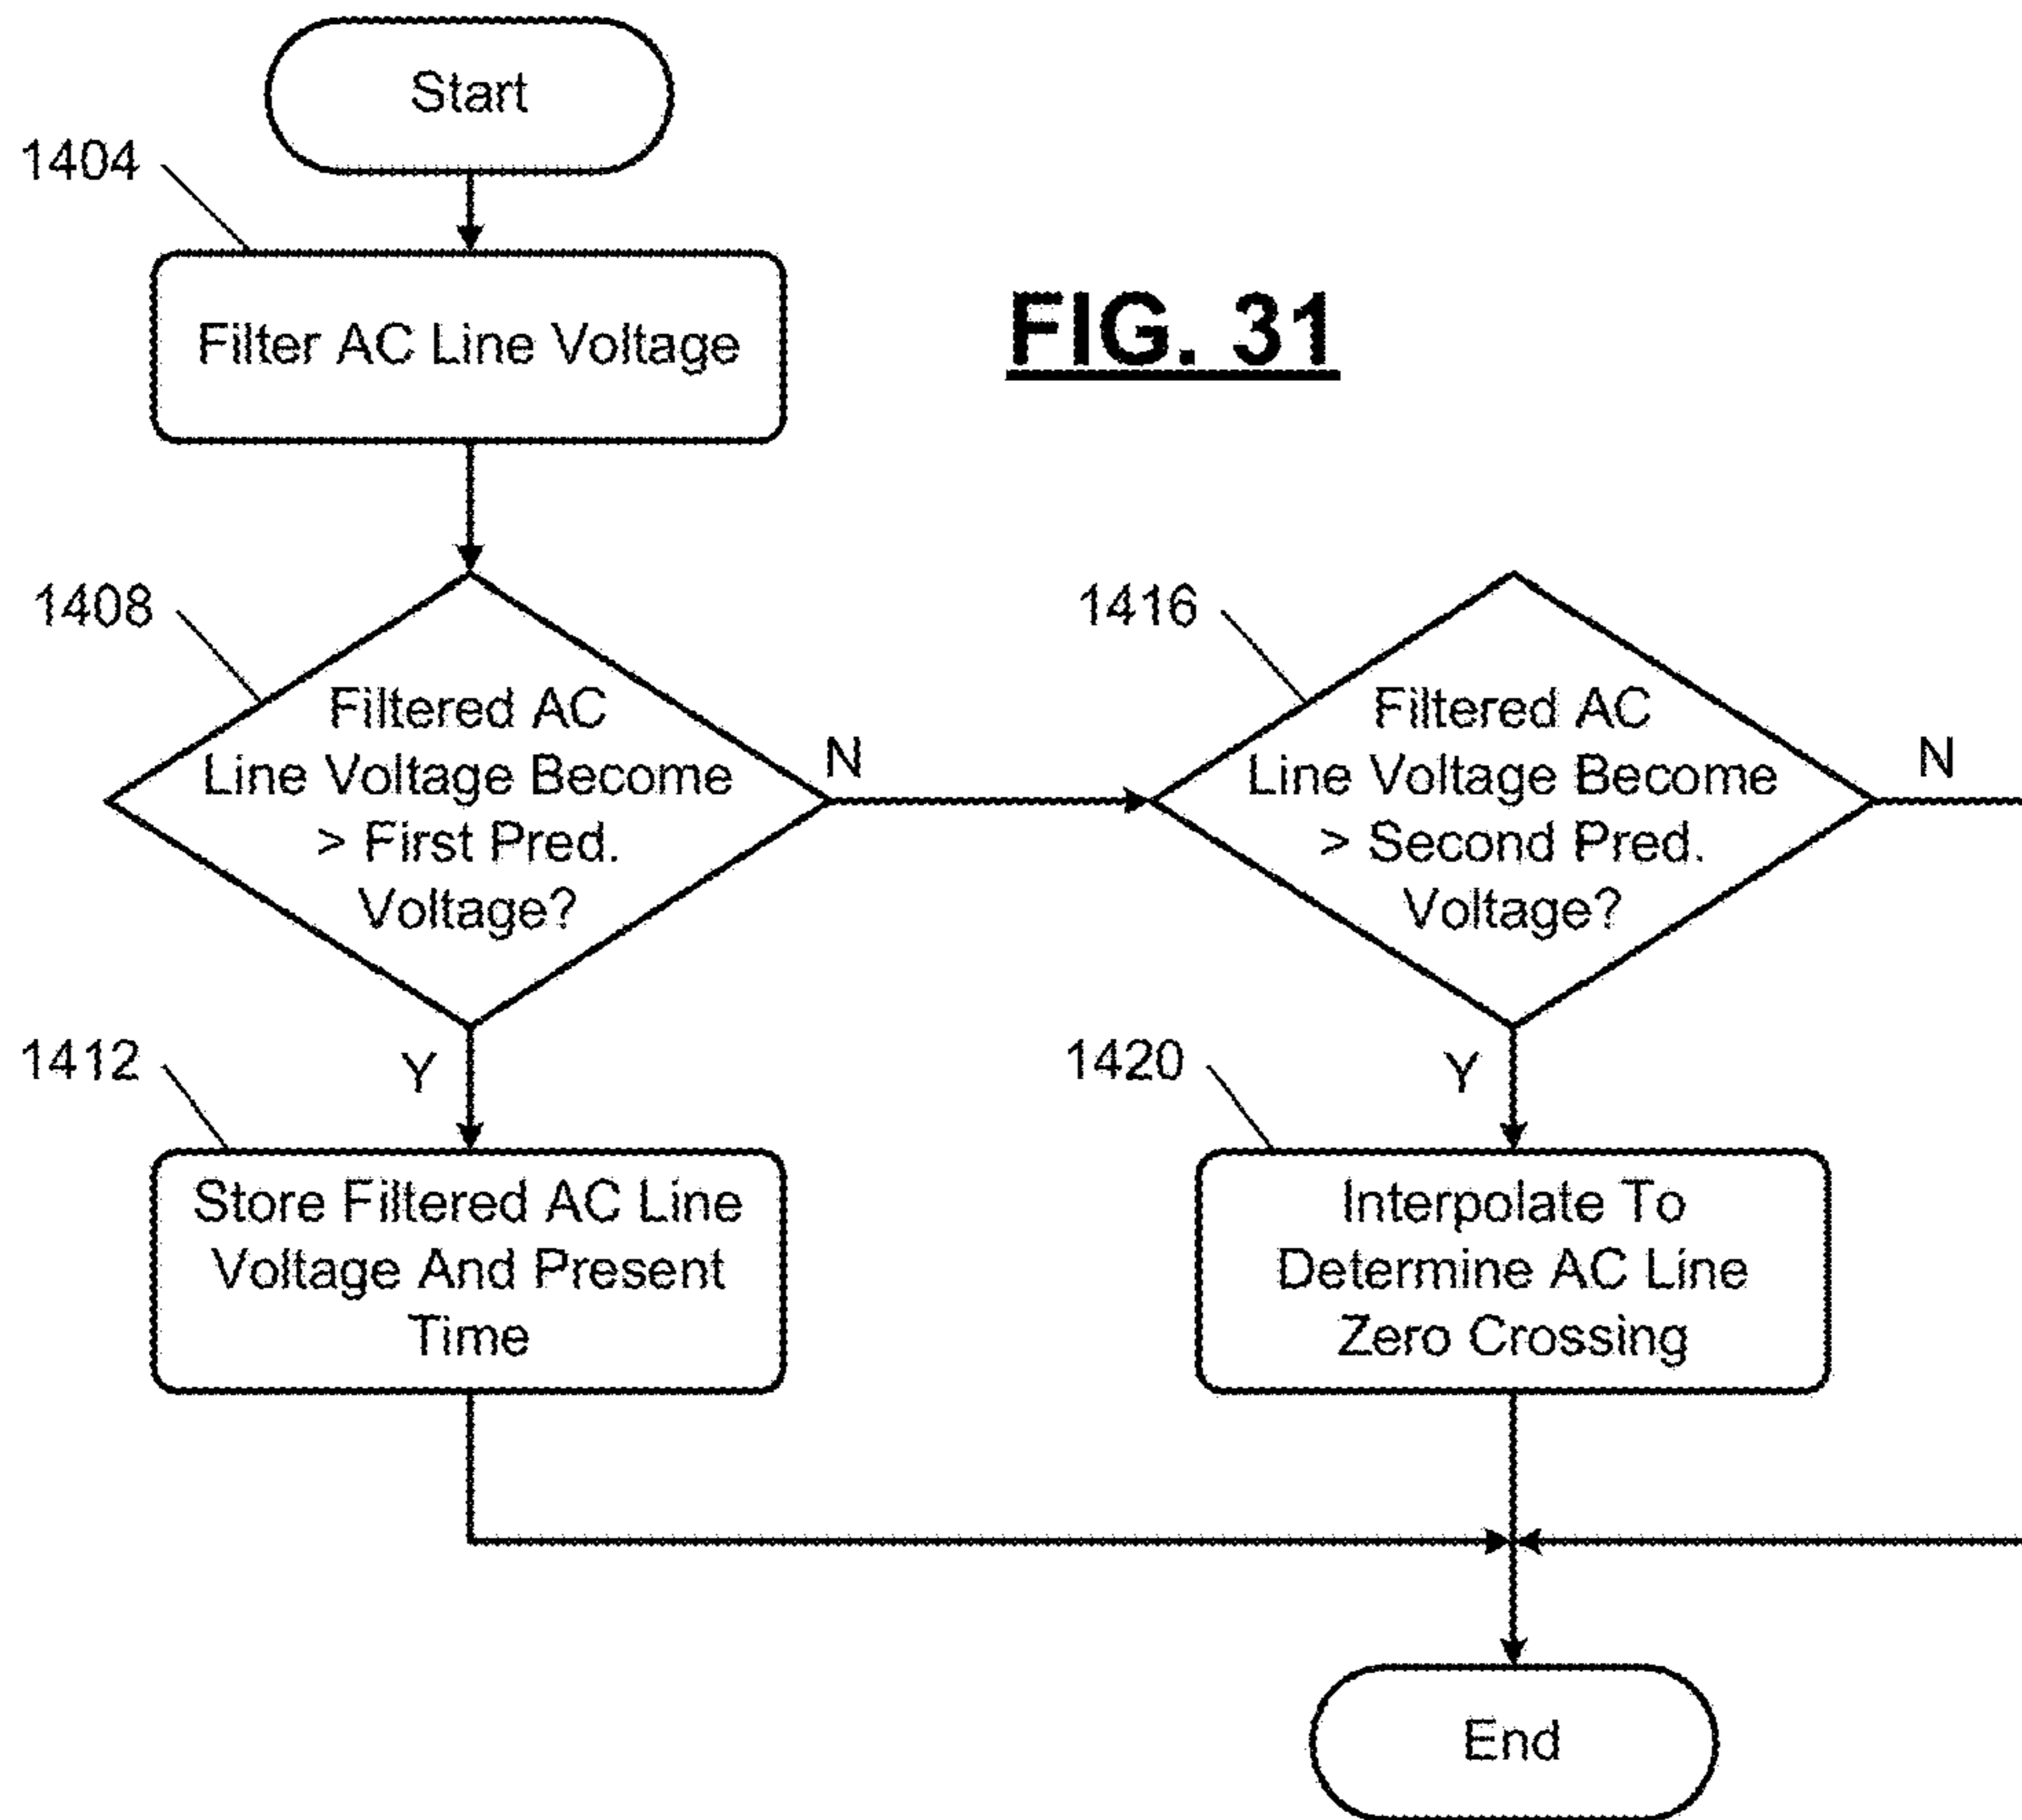 Start
1404
Filter AC Line Voltage
FIG. 31
1408
Filtered AC
Line Voltage Become
> First Pred.
Voltage?
N
Y
1416
Filtered AC
Line Voltage Become
> Second Pred.
Voltage?
N
Y
1412
Store Filtered AC Line
Voltage And Present
Time
1420
Interpolate To
Determine AC Line
Zero Crossing
End